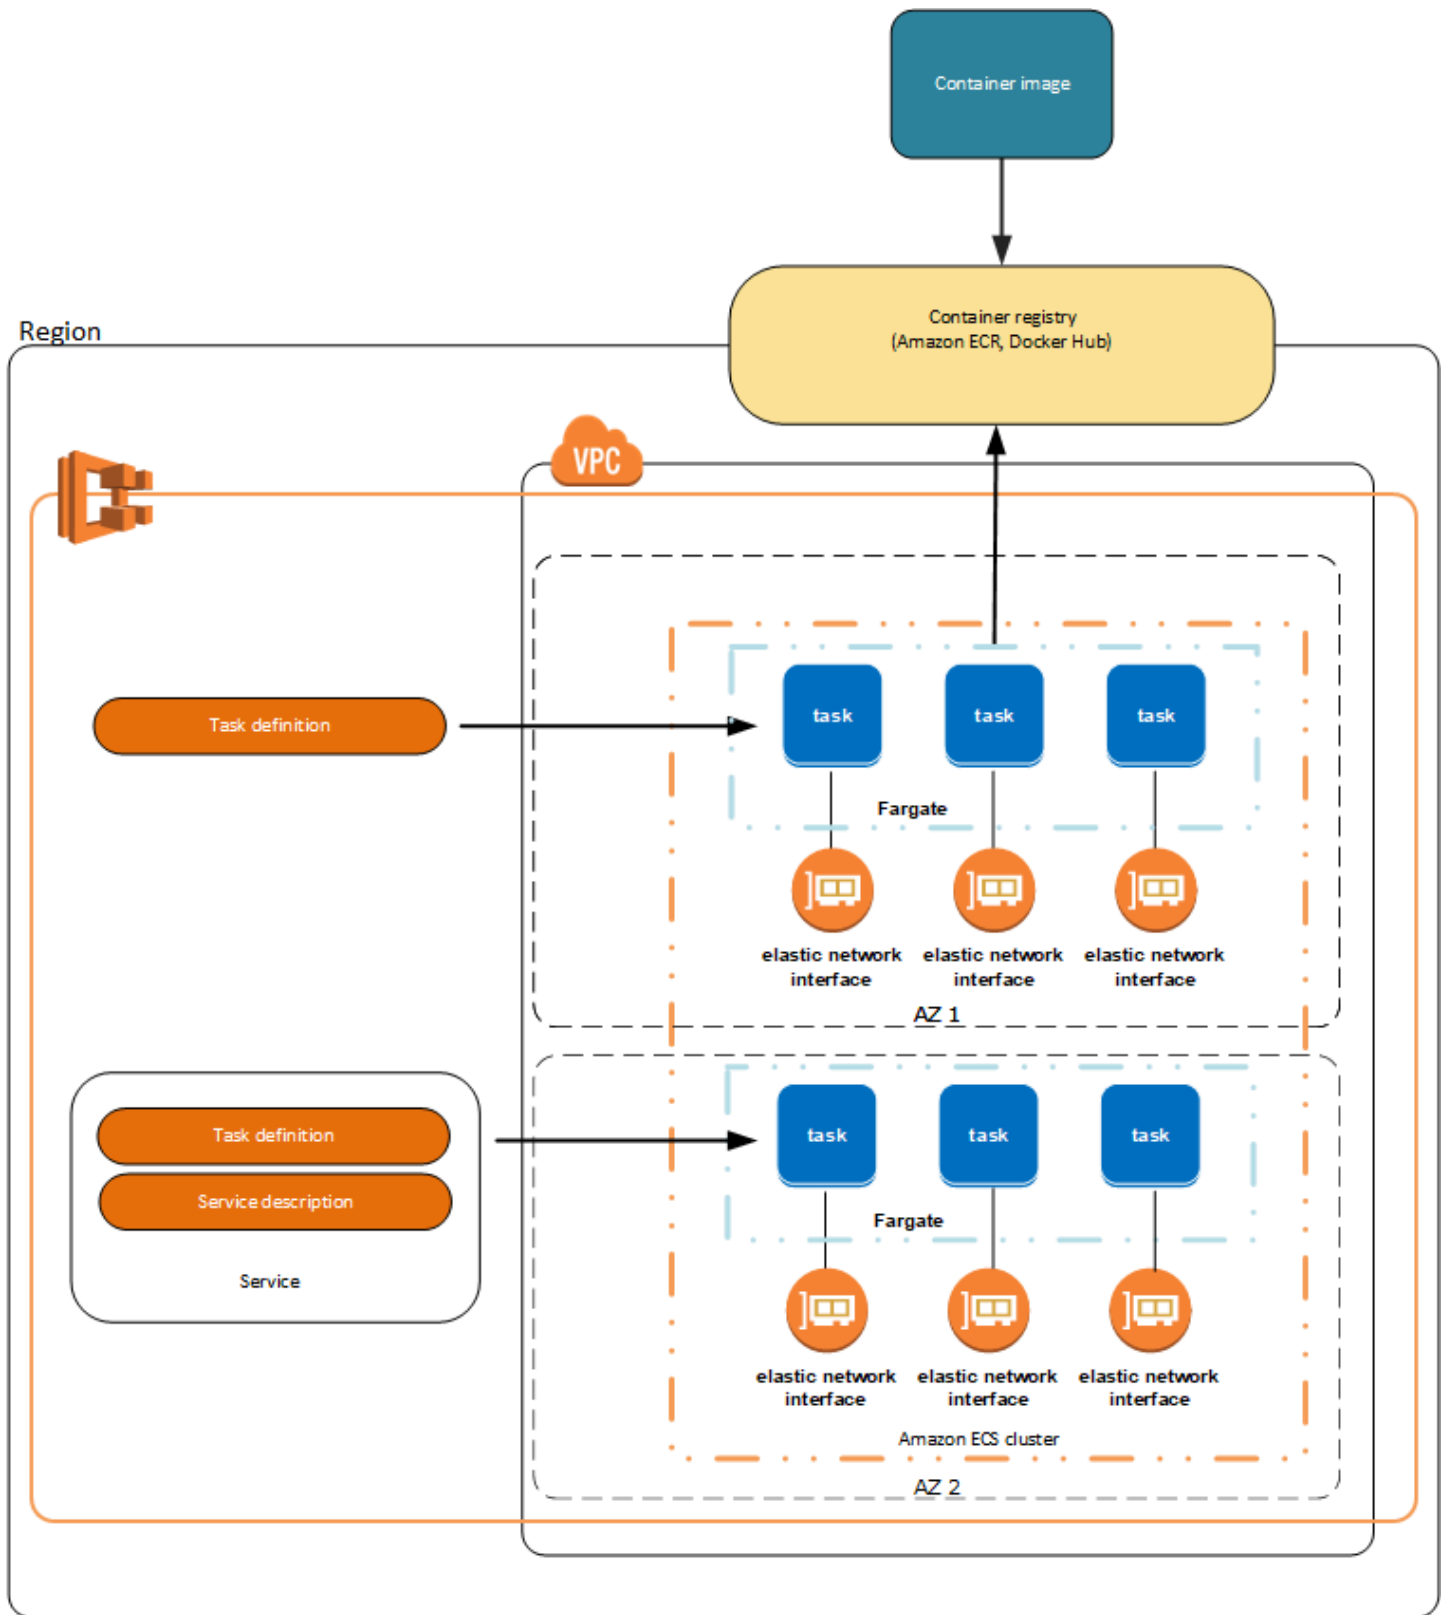 Container image
Container registry
(Amazon ECR, Docker Hub)
Region
VPC
Task definition
task
task
task
Fargate
elastic network
interface
elastic network
interface
elastic network
interface
AZ 1
Task definition
Service description
Service
task
task
task
Fargate
elastic network
interface
elastic network
interface
elastic network
interface
Amazon ECS cluster
AZ 2